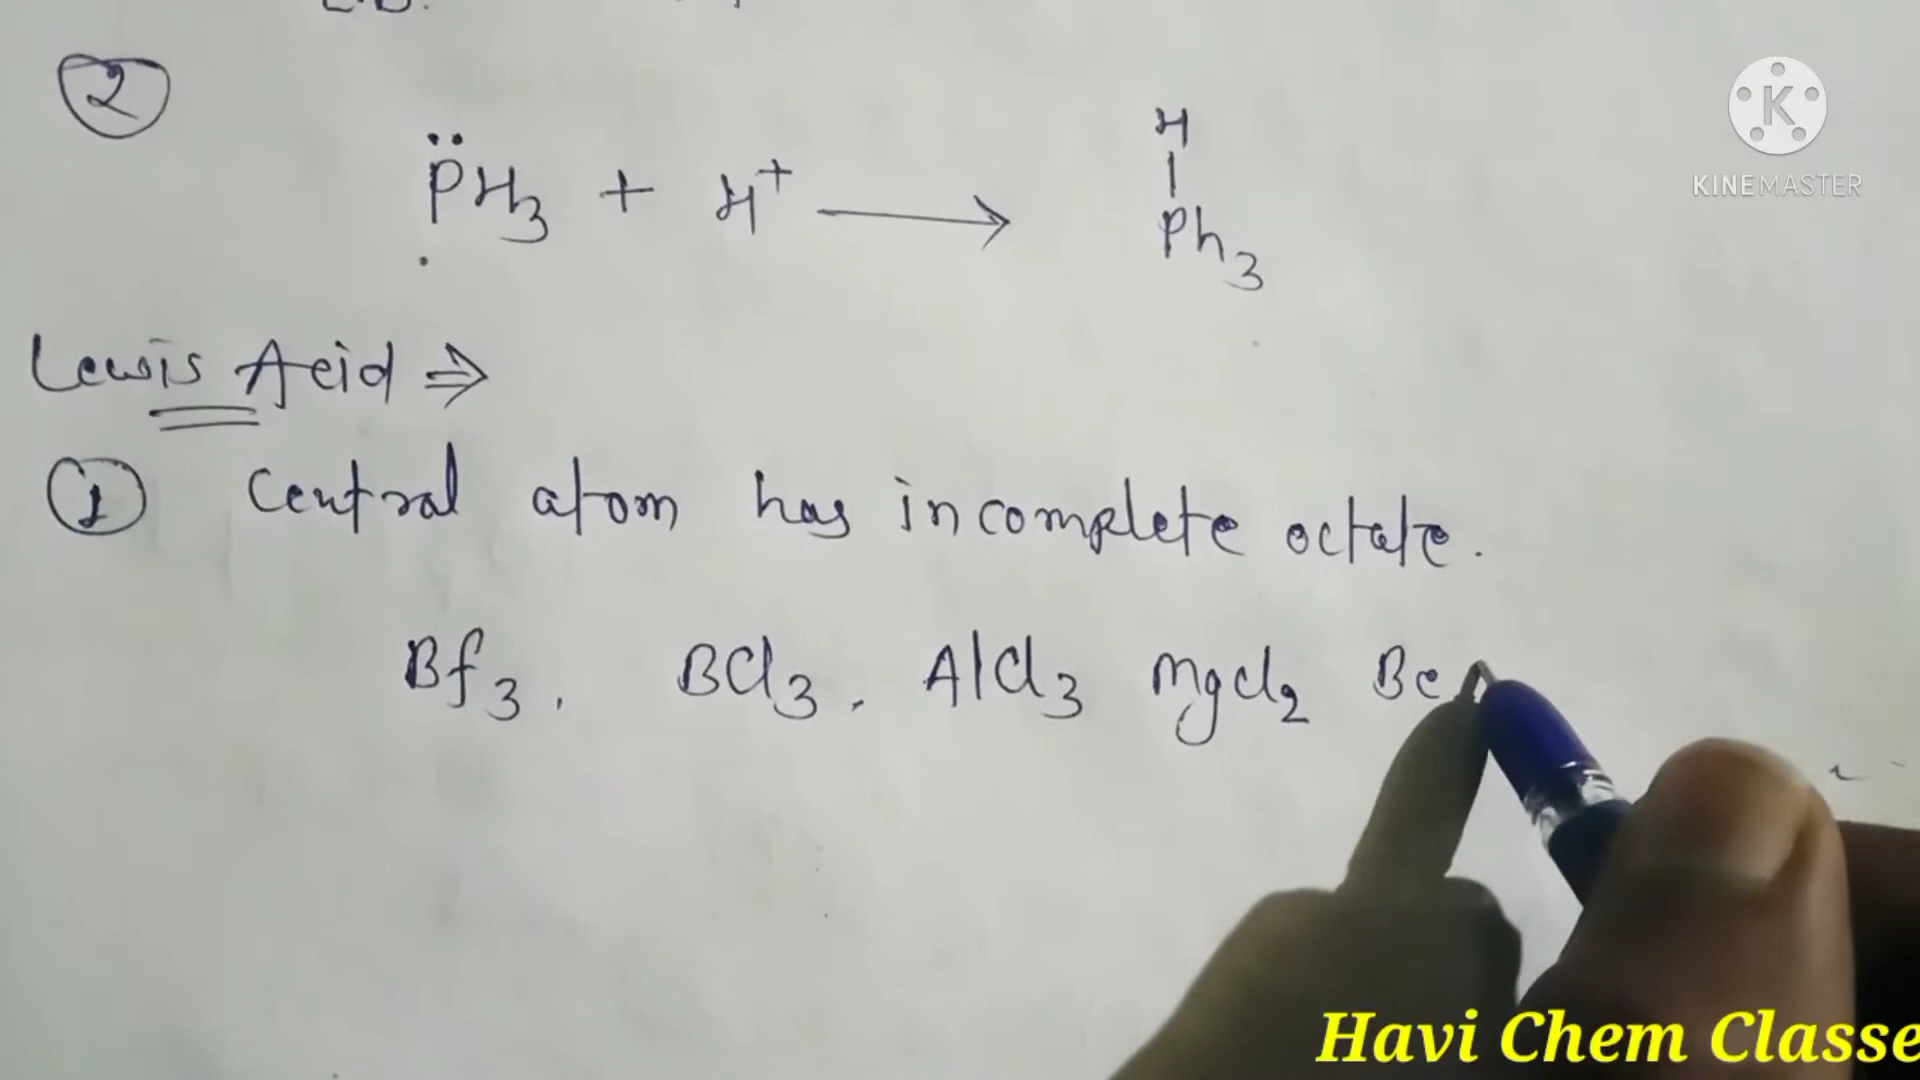 2
H
PH3 + H+ → Ph3
K
KINEMASTER
Lewis Acid ⇒
1 Central atom has incomplete octate.
Bf3, BCl3, AlCl3 Mgcl2 Be
Havi Chem Classe